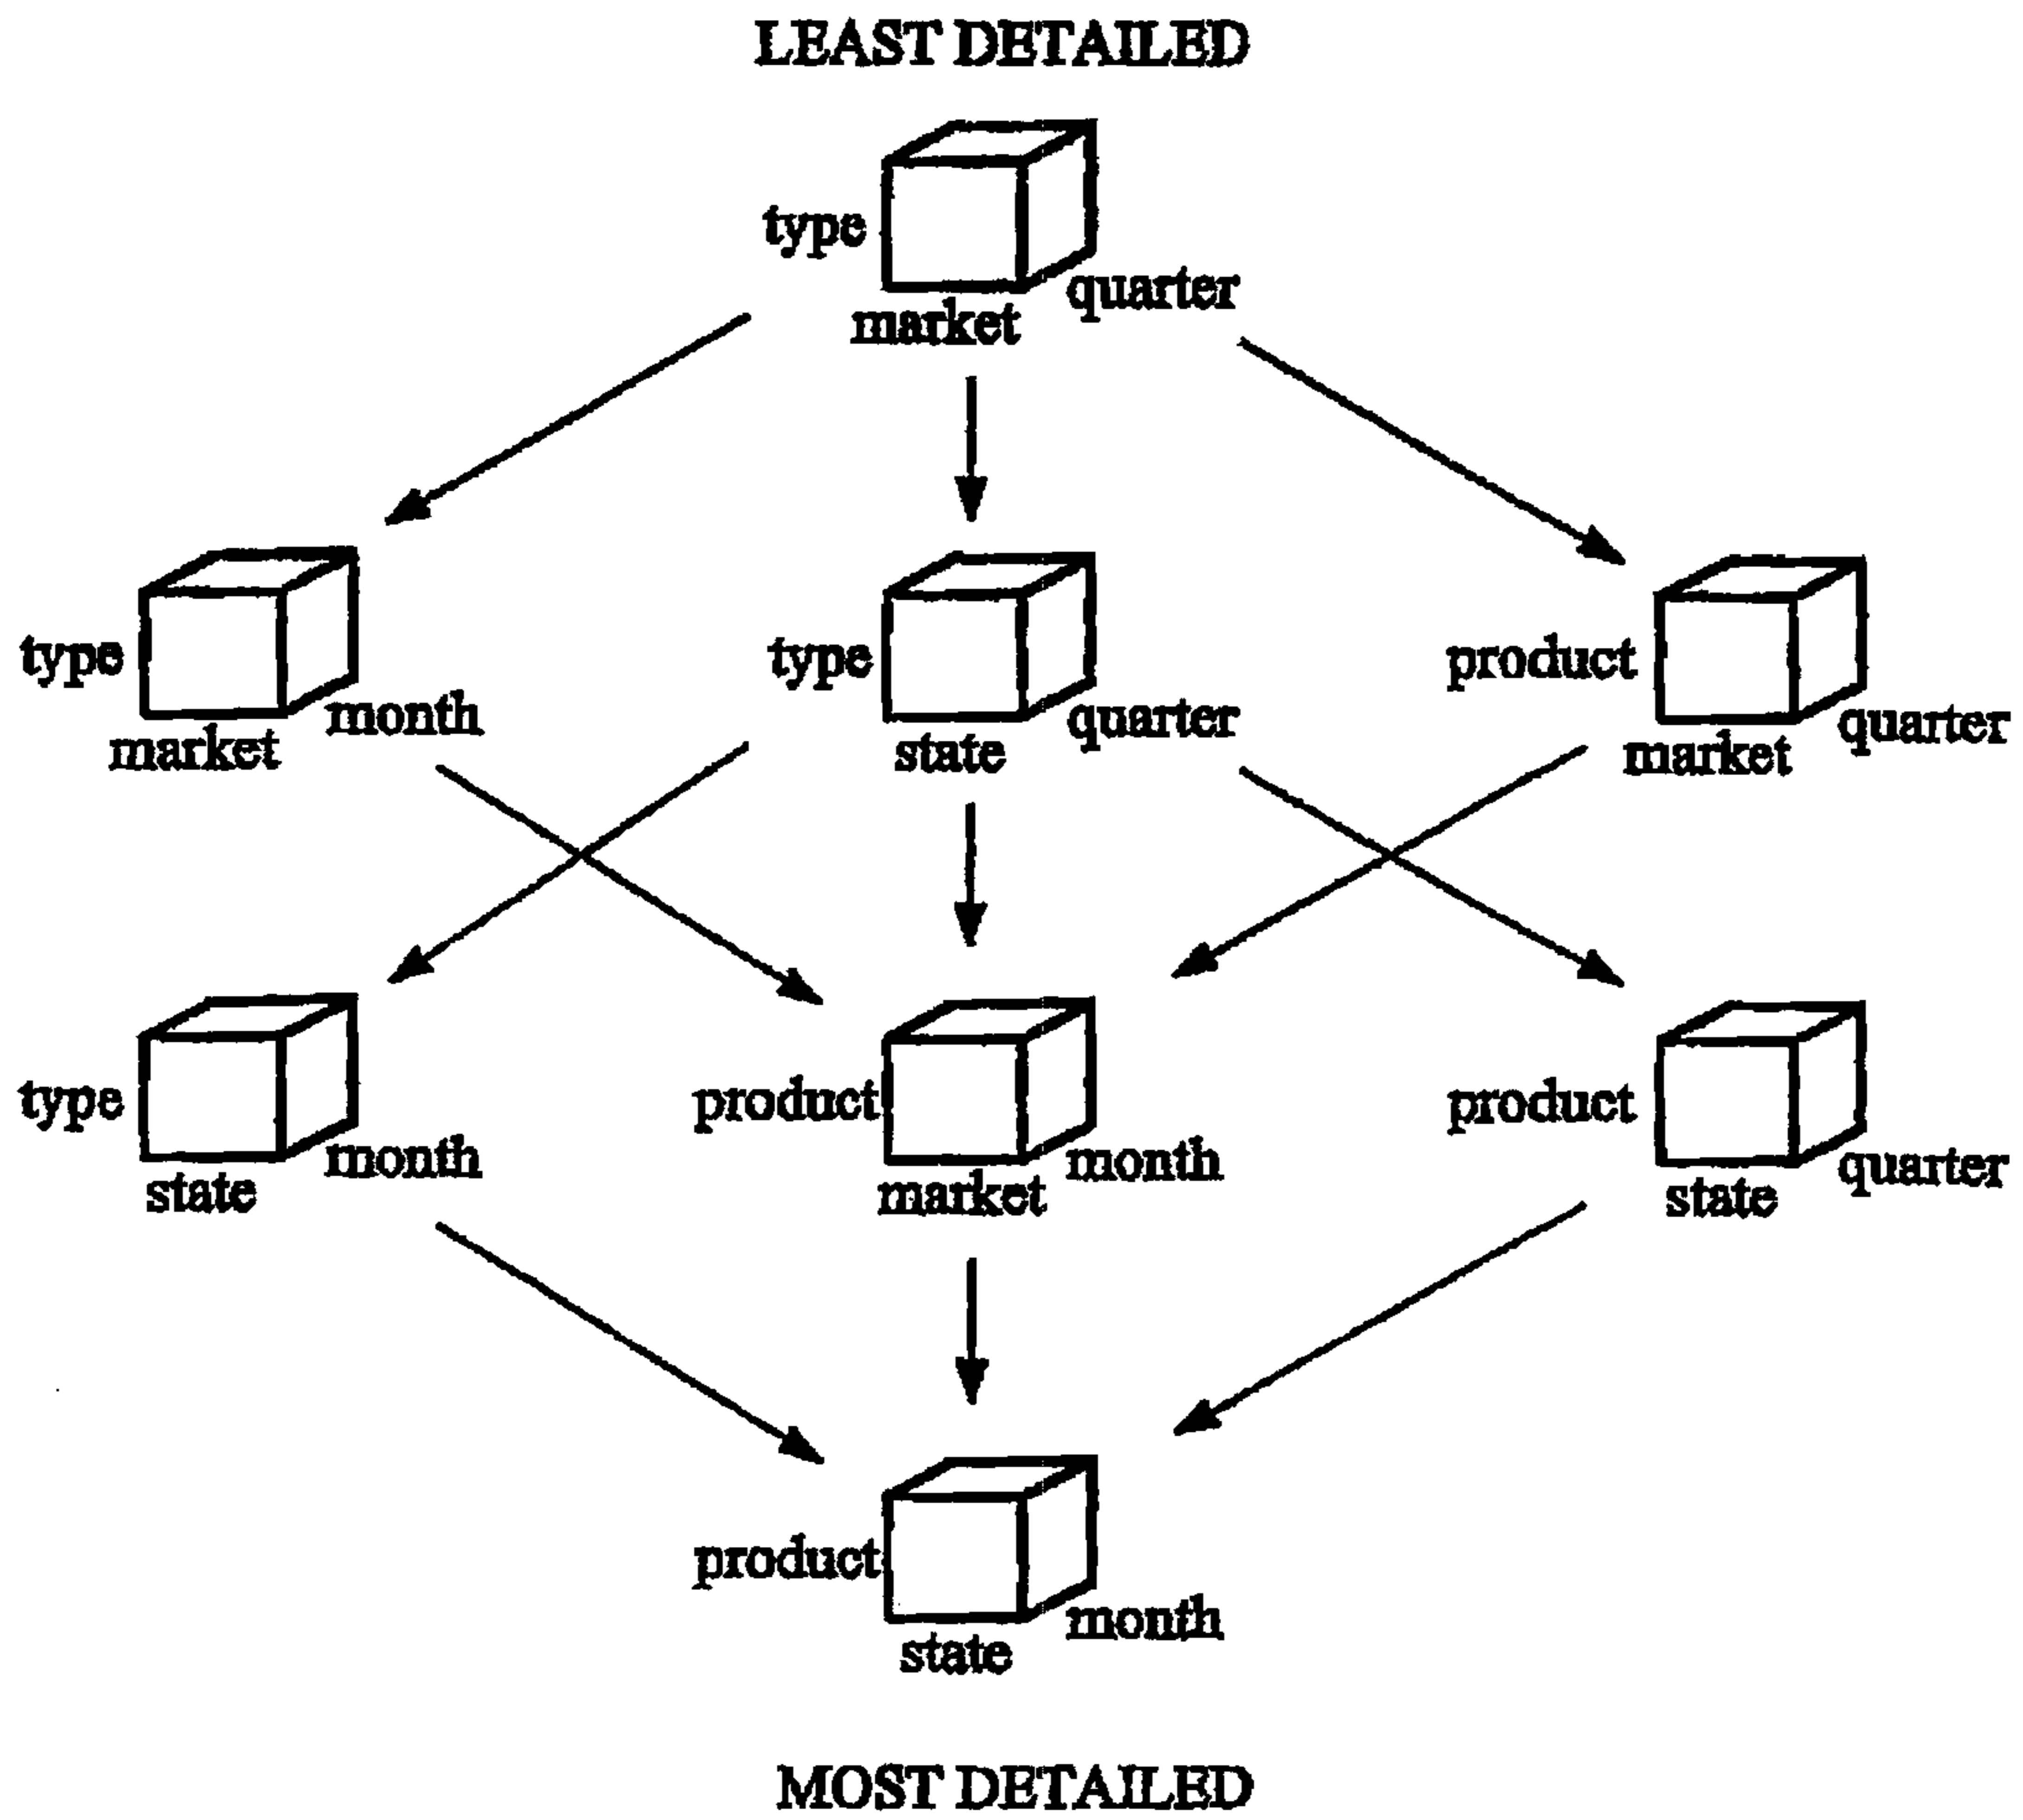 LEAST DETAILED
type
quarter
market
type
month
market
type
quarter
state
product
quarter
market
type
month
state
product
month
market
product
quarter
state
product
month
state
MOST DETAILED